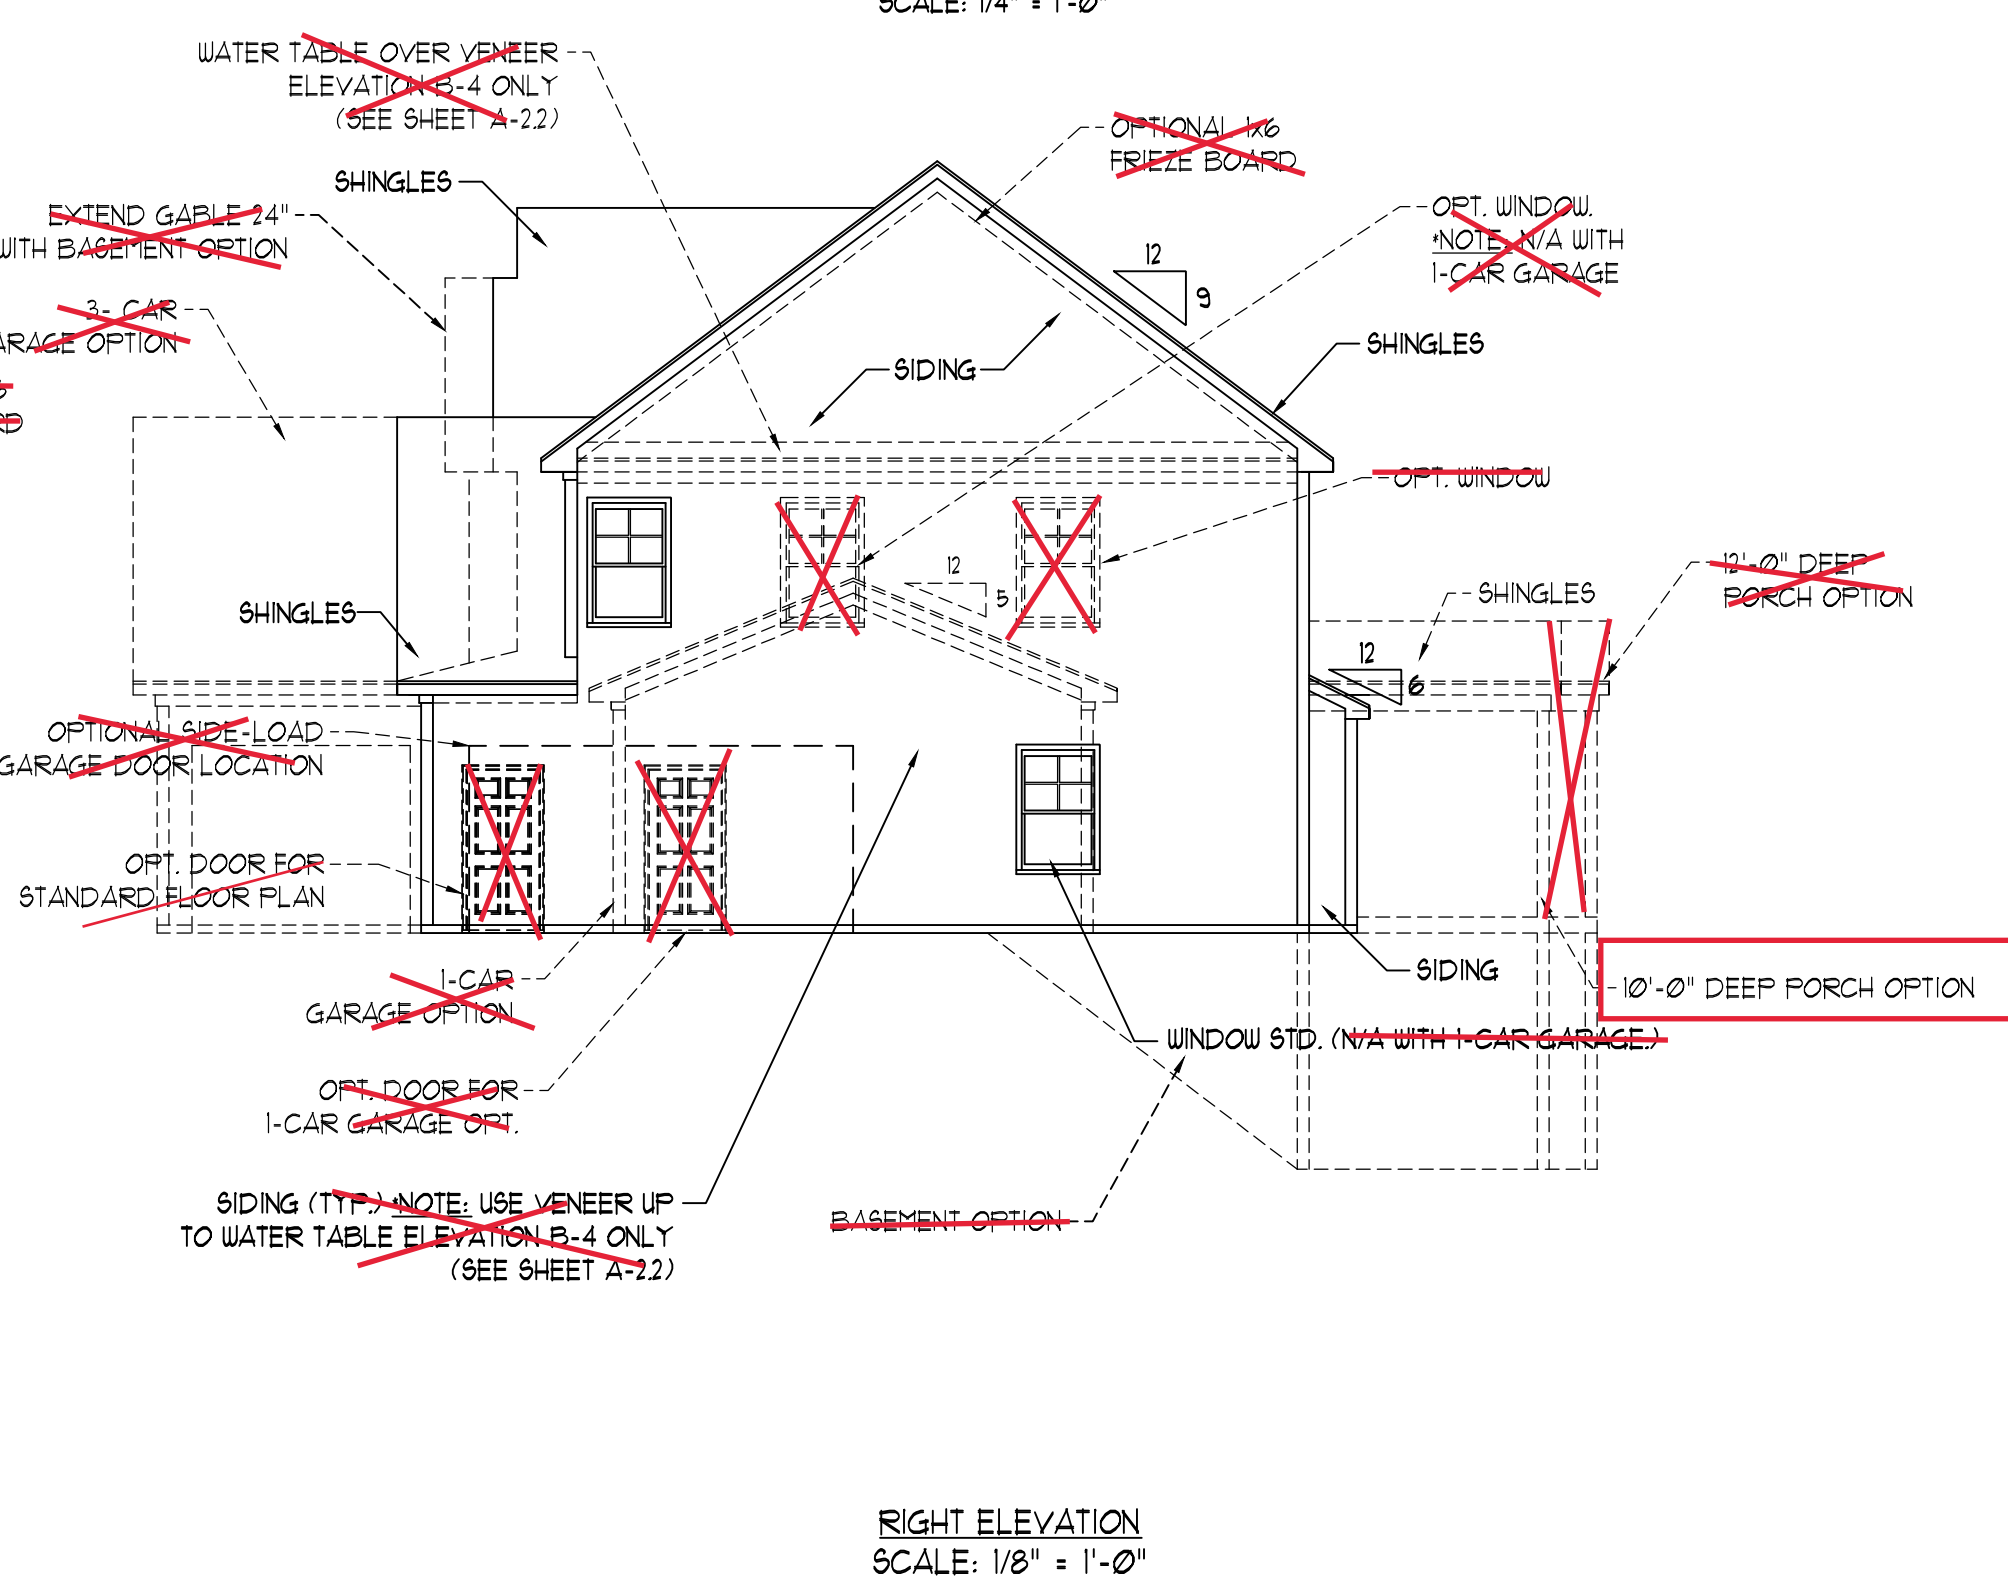 SCALE: 1/4" = 1'-0"
WATER TABLE OVER VENEER
ELEVATION B-4 ONLY
(SEE SHEET A-2.2)
OPTIONAL 1x6
FRIEZE BOARD
SHINGLES
EXTEND GABLE 24"
WITH BASEMENT OPTION
OPT. WINDOW.
*NOTE: N/A WITH
1-CAR GARAGE
12
9
3- CAR
GARAGE OPTION
SHINGLES
SIDING
OPT. WINDOW
12
5
12'-0" DEEP
PORCH OPTION
SHINGLES
SHINGLES
12
6
OPTIONAL SIDE-LOAD
GARAGE DOOR LOCATION
OPT. DOOR FOR
STANDARD FLOOR PLAN
1-CAR
GARAGE OPTION
SIDING
10'-0" DEEP PORCH OPTION
WINDOW STD. (N/A WITH 1-CAR GARAGE.)
OPT. DOOR FOR
1-CAR GARAGE OPT.
SIDING (TYP.) *NOTE: USE VENEER UP
TO WATER TABLE ELEVATION B-4 ONLY
(SEE SHEET A-2.2)
BASEMENT OPTION
RIGHT ELEVATION
SCALE: 1/8" = 1'-0"